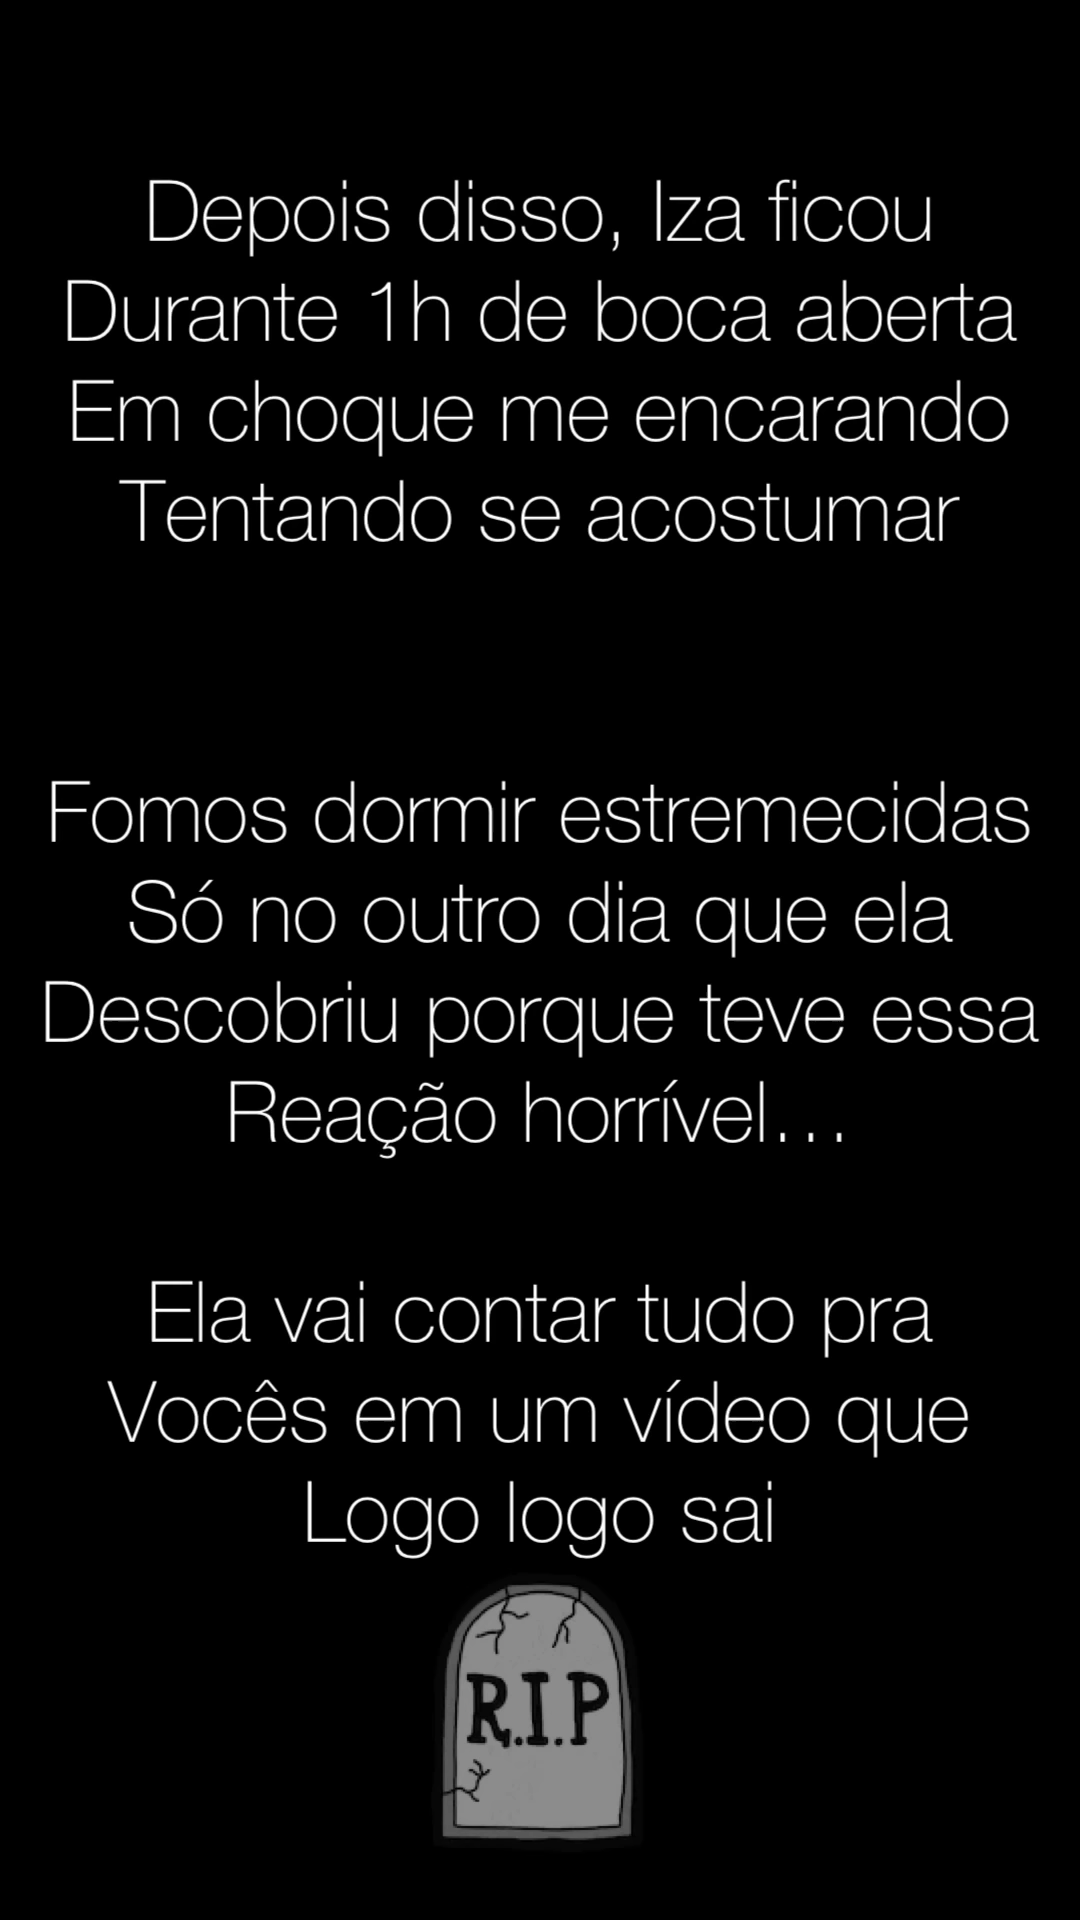 Depois disso, Iza ficou
Durante 1h de boca aberta
Em choque me encarando
Tentando se acostumar
Fomos dormir estremecidas
Só no outro dia que ela
Descobriu porque teve essa
Reação horrível...
Ela vai contar tudo pra
Vocês em um vídeo que
Logo logo sai
R.I.P